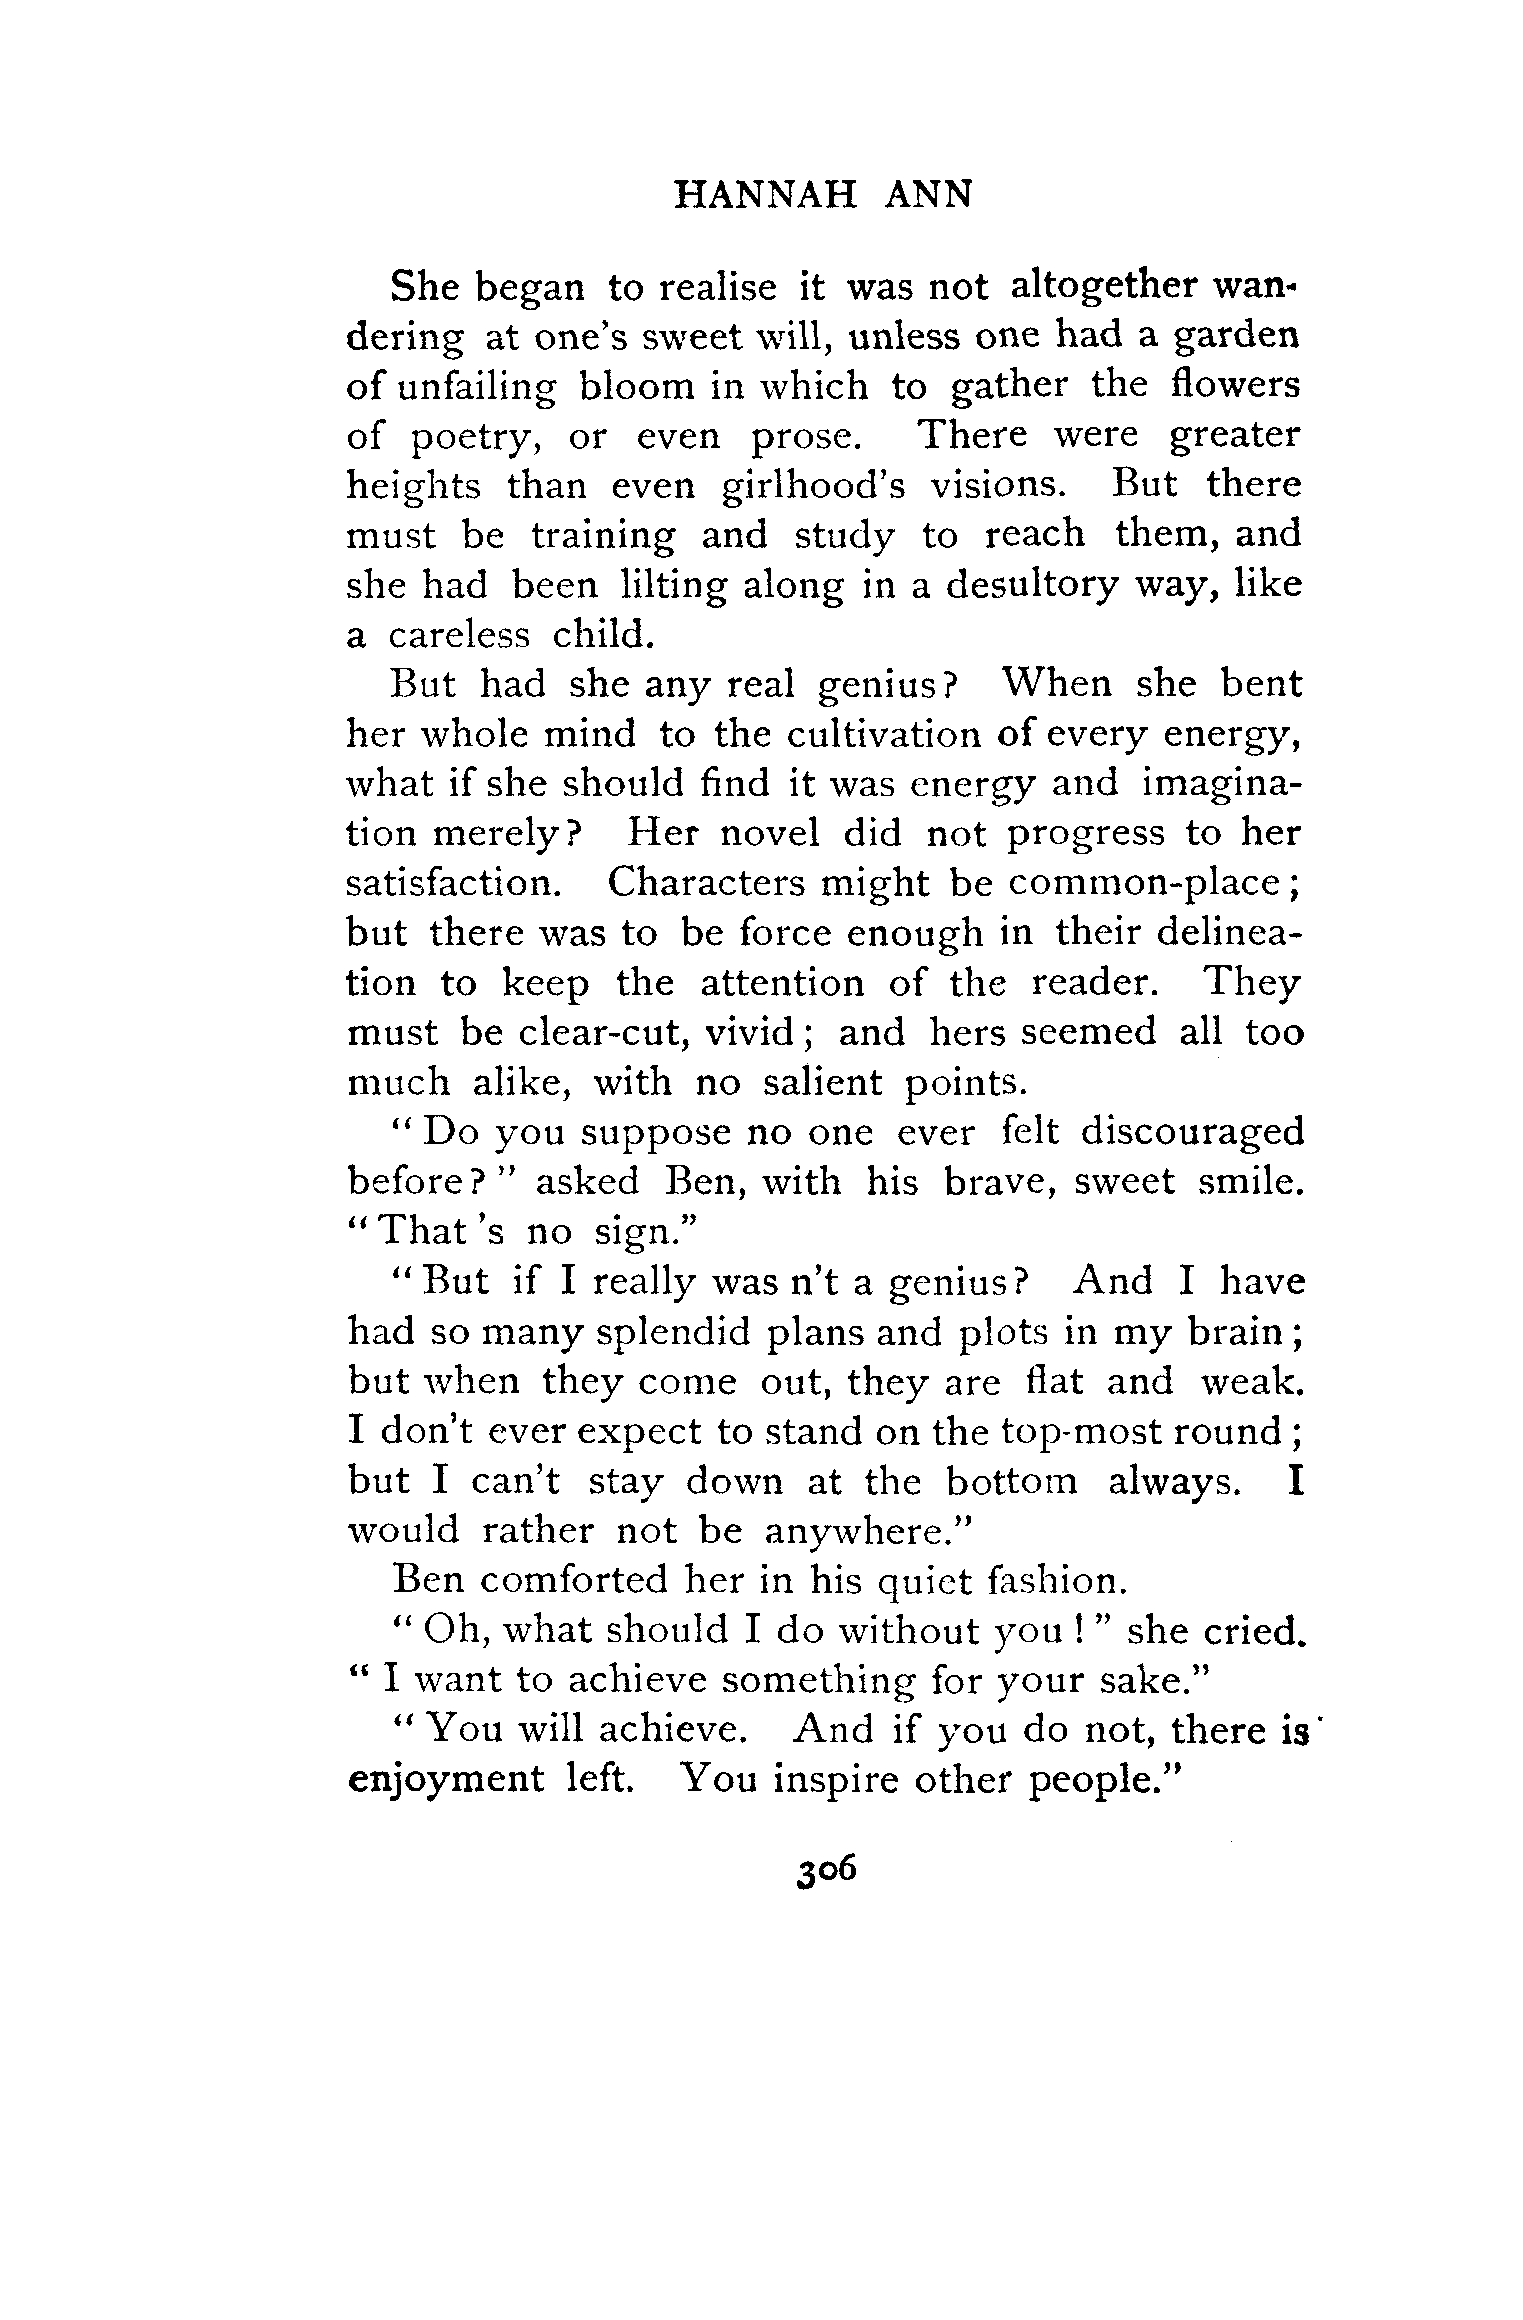 HANNAH ANN
She began to realise it was not altogether wan-
dering at one's sweet will, unless one had a garden
of unfailing bloom in which to gather the flowers
of poetry, or even prose. There were greater
heights than even girlhood's visions. But there
must be training and study to reach them, and
she had been lilting along in a desultory way, like
a careless child.
But had she any real genius? When she bent
her whole mind to the cultivation of every energy,
what if she should find it was energy and imagina-
tion merely? Her novel did not progress to her
satisfaction. Characters might be common-place;
but there was to be force enough in their delinea-
tion to keep the attention of the reader. They
must be clear-cut, vivid; and hers seemed all too
much alike, with no salient points.
"Do you suppose no one ever felt discouraged
before?" asked Ben, with his brave, sweet smile.
"That 's no sign."
"But if I really was n't a genius? And I have
had so many splendid plans and plots in my brain;
but when they come out, they are flat and weak.
I don't ever expect to stand on the top-most round;
but I can't stay down at the bottom always. I
would rather not be anywhere."
Ben comforted her in his quiet fashion.
"Oh, what should I do without you!" she cried.
"I want to achieve something for your sake."
"You will achieve. And if you do not, there is
enjoyment left. You inspire other people."
306